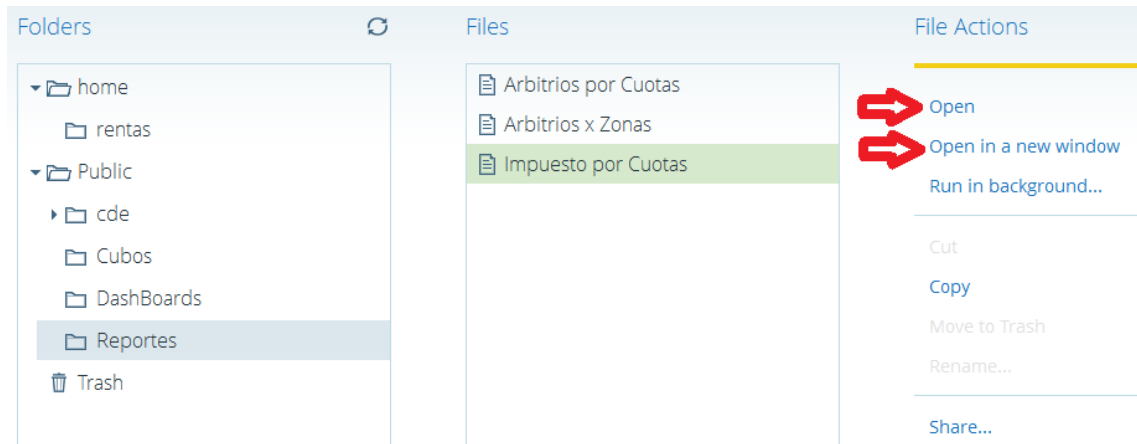 Folders
home
rentas
Public
cde
Cubos
DashBoards
Reportes
Trash
Files
Arbitrios por Cuotas
Arbitrios x Zonas
Impuesto por Cuotas
File Actions
Open
Open in a new window
Run in background...
Cut
Copy
Move to Trash
Rename...
Share...